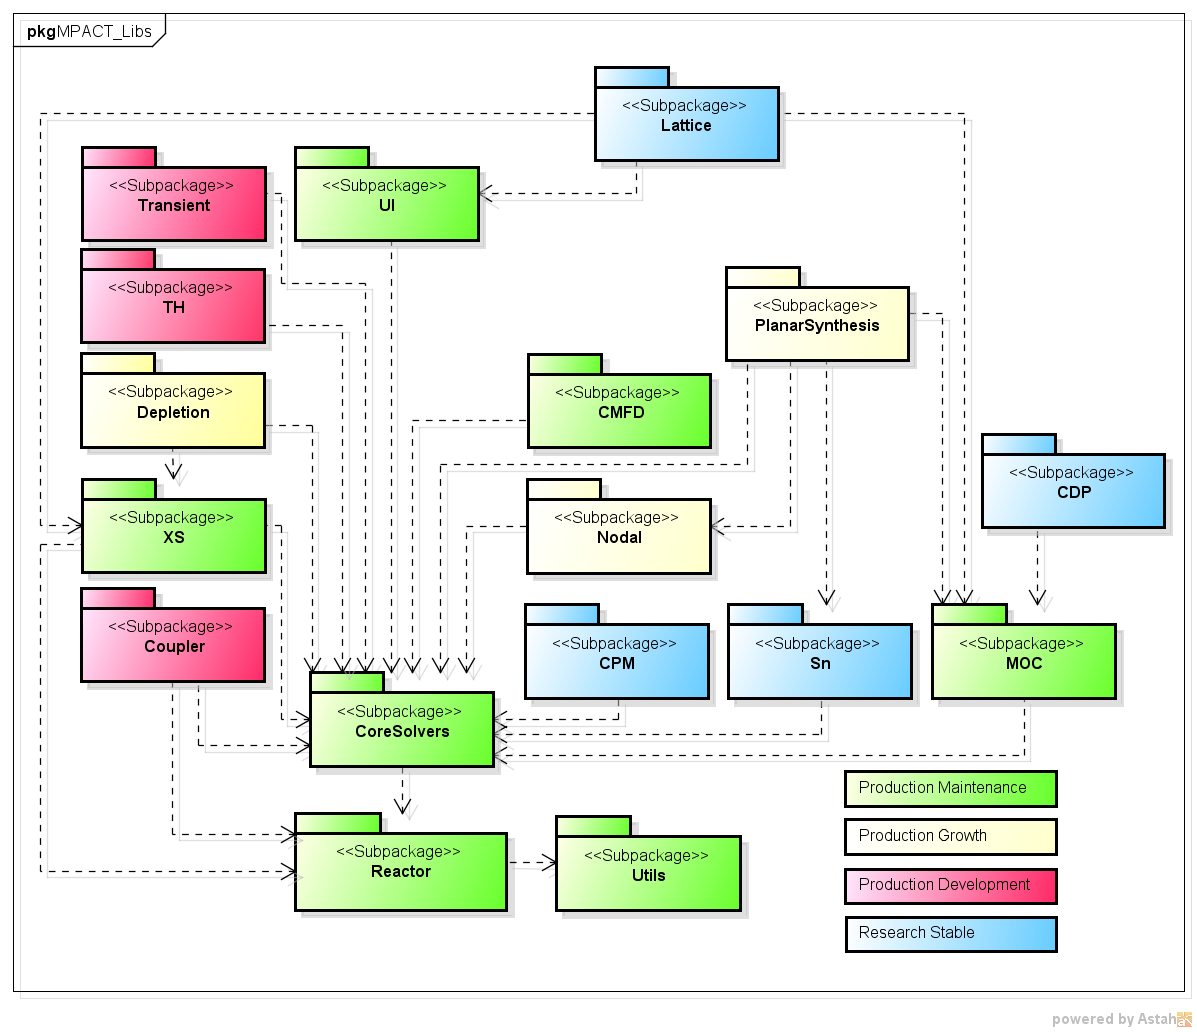 pkgMPACT_Libs
<<Subpackage>>
Lattice
<<Subpackage>>
Transient
<<Subpackage>>
UI
<<Subpackage>>
TH
<<Subpackage>>
PlanarSynthesis
<<Subpackage>>
Depletion
<<Subpackage>>
CMFD
<<Subpackage>>
CDP
<<Subpackage>>
XS
<<Subpackage>>
Nodal
<<Subpackage>>
Coupler
<<Subpackage>>
CPM
<<Subpackage>>
Sn
<<Subpackage>>
MOC
<<Subpackage>>
CoreSolvers
<<Subpackage>>
Reactor
<<Subpackage>>
Utils
Production Maintenance
Production Growth
Production Development
Research Stable
powered by Astah